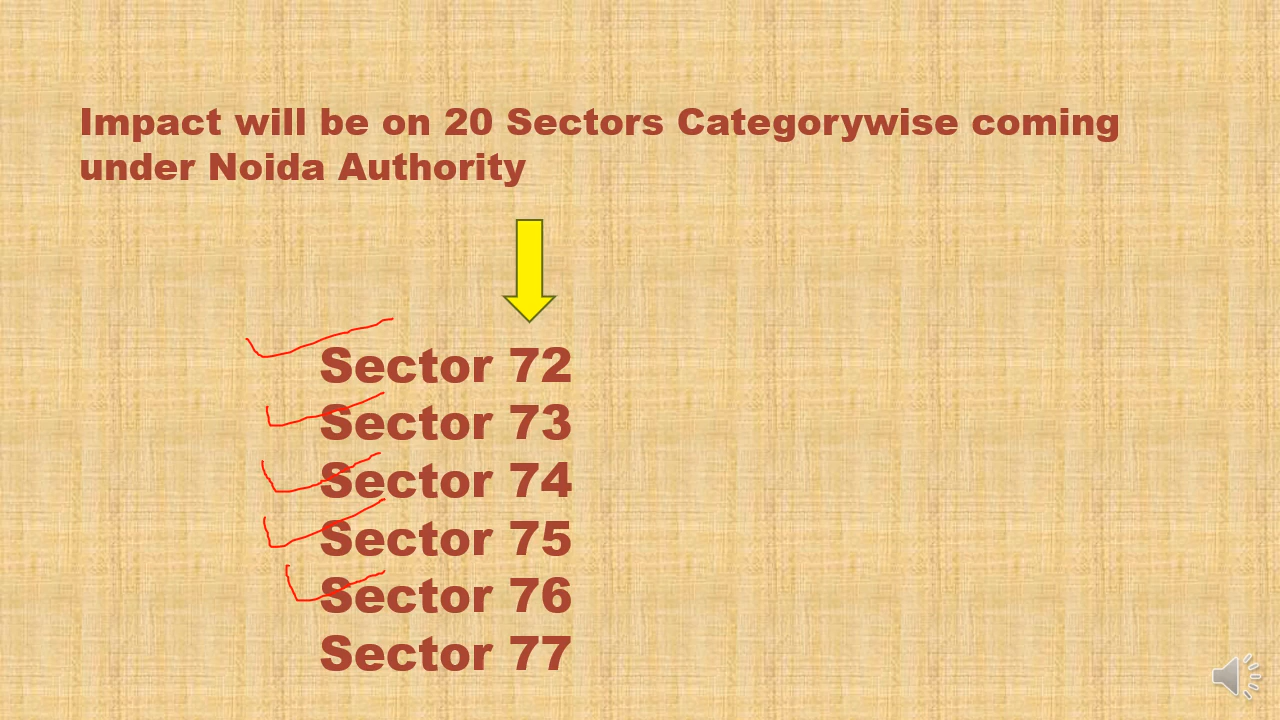 Impact will be on 20 Sectors Categorywise coming
under Noida Authority
Sector 72
Sector 73
Sector 74
Sector 75
Sector 76
Sector 77